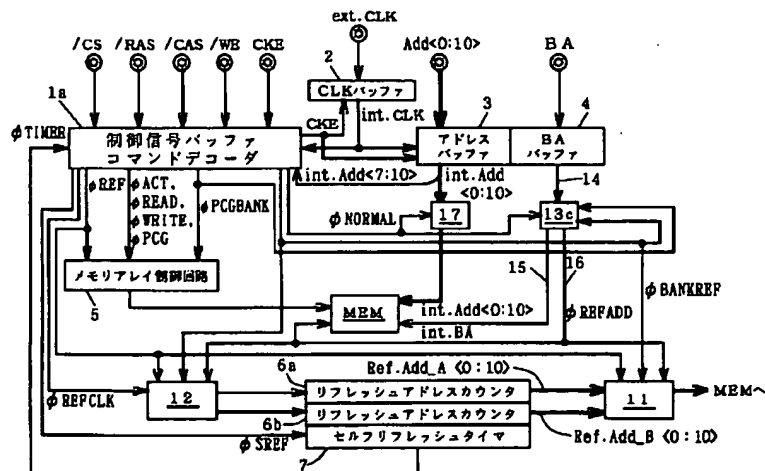 /CS /RAS /CAS /WE CKE
ext.CLK
Add<0:10>
BA
1a
2
CLKバッファ
3
4
φTIMER
制御信号バッファ
コマンドデコーダ
CKE
int.CLK
アドレス
バッファ
BA
バッファ
int.Add<7:10>
int.Add
<0:10>
14
φREF
φACT.
φREAD.
φWRITE.
φPCG
φPCGBANK
φNORMAL
17
13c
メモリアレイ制御回路
5
15
16
MEM
int.Add<0:10>
int.BA
φREFADD
φBANKREF
φREFCLK
12
6a
リフレッシュアドレスカウンタ
Ref.Add_A <0:10>
6b
リフレッシュアドレスカウンタ
11
MEMへ
φSREF
セルフリフレッシュタイマ
Ref.Add_B <0:10>
7